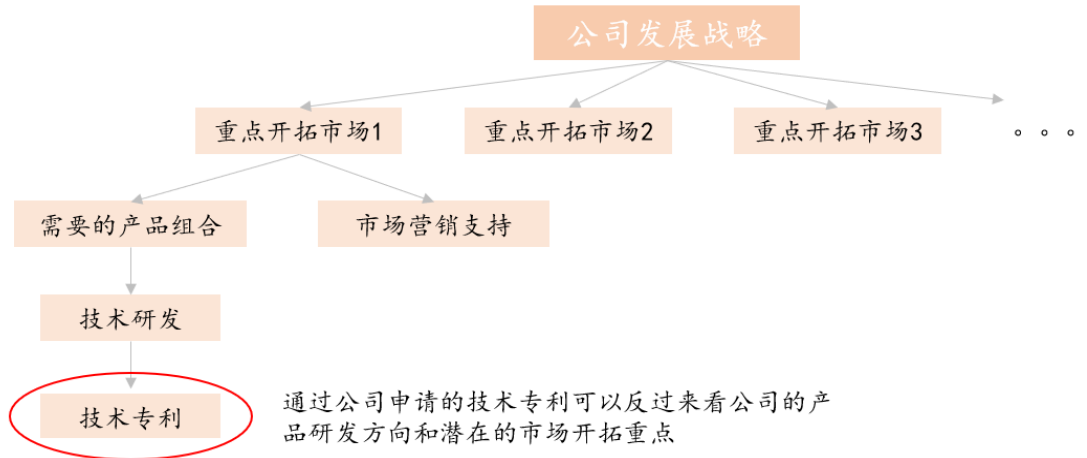 公司发展战略
重点开拓市场1
重点开拓市场2
重点开拓市场3
。。。
需要的产品组合
市场营销支持
技术研发
技术专利
通过公司申请的技术专利可以反过来看公司的产
品研发方向和潜在的市场开拓重点